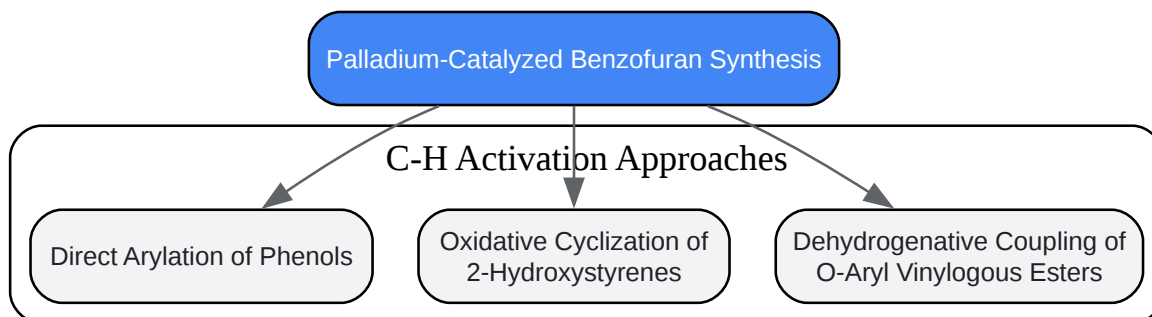 Palladium-Catalyzed Benzofuran Synthesis
C-H Activation Approaches
Direct Arylation of Phenols
Oxidative Cyclization of
2-Hydroxystyrenes
Dehydrogenative Coupling of
O-Aryl Vinylogous Esters